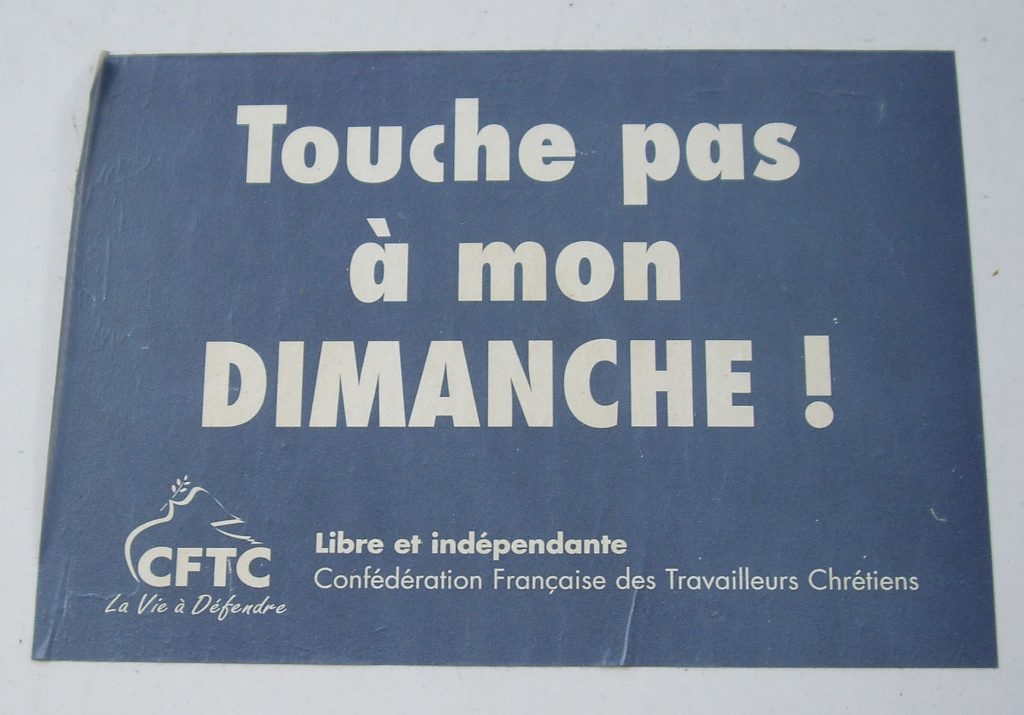 Touche pas
à mon
DIMANCHE !
CFTC
La Vie à Défendre
Libre et indépendante
Confédération Française des Travailleurs Chrétiens